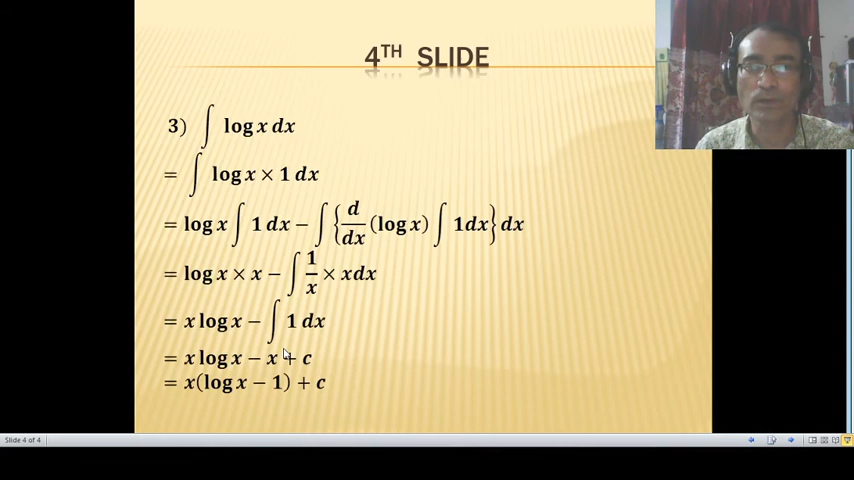 4TH SLIDE
3) ∫ log x dx
= ∫ log x × 1 dx
= log x ∫ 1 dx − ∫ {d/dx (log x) ∫ 1dx} dx
= log x × x − ∫ 1/x × xdx
= x log x − ∫ 1 dx
= x log x − x + c
= x(log x − 1) + c
Slide 4 of 4